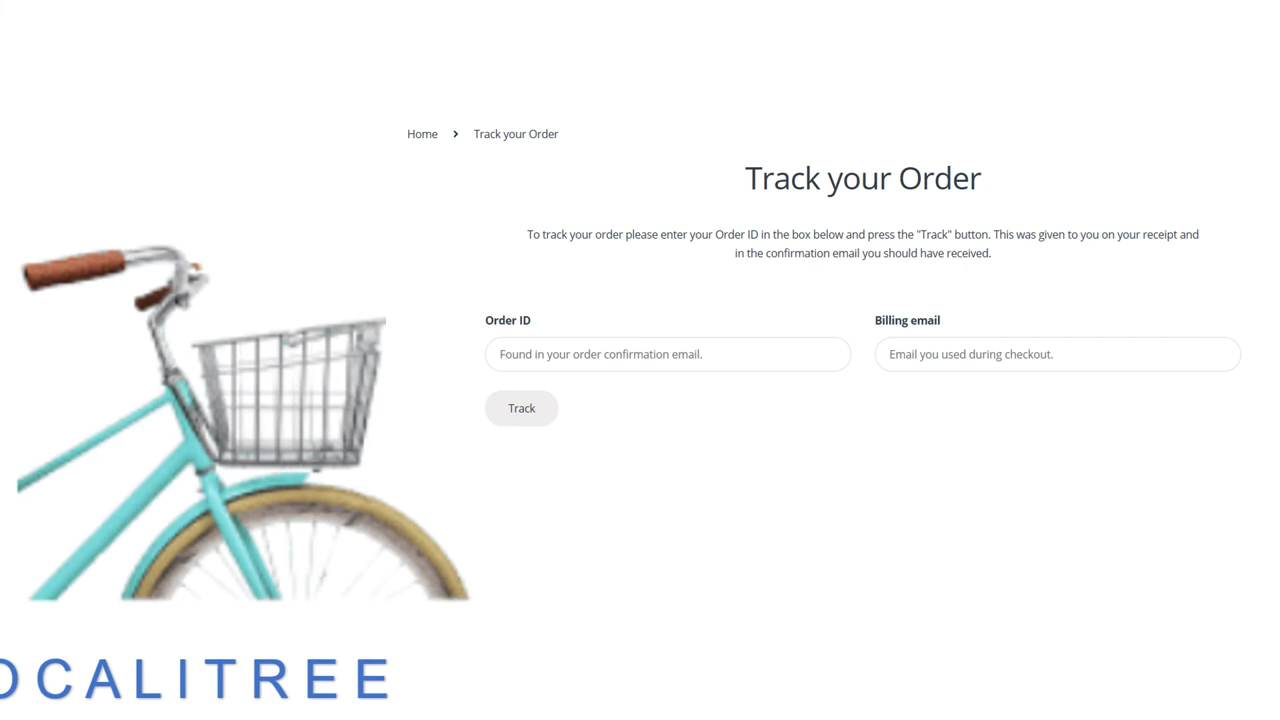 Home > Track your Order
Track your Order
To track your order please enter your Order ID in the box below and press the "Track" button. This was given to you on your receipt and
in the confirmation email you should have received.
Order ID Billing email
Found in your order confirmation email. Email you used during checkout.
Track
OCALITREE